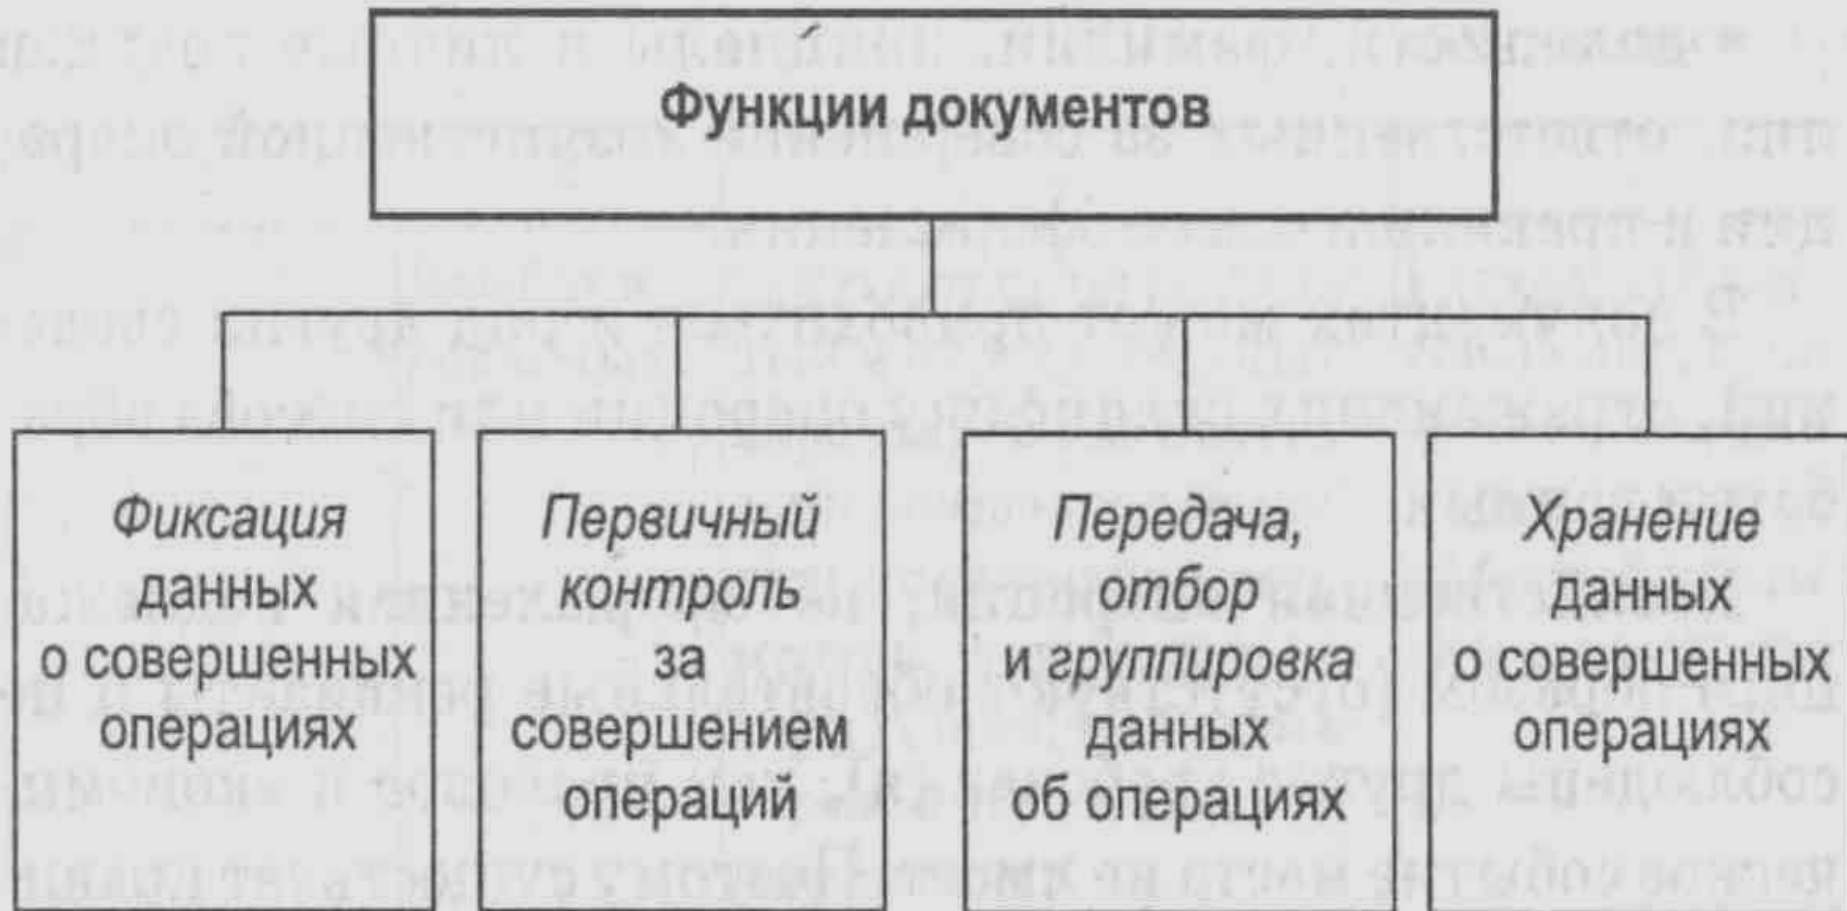 Функции документов
Фиксация
данных
о совершенных
операциях
Первичный
контроль
за
совершением
операций
Передача,
отбор
и группировка
данных
об операциях
Хранение
данных
о совершенных
операциях